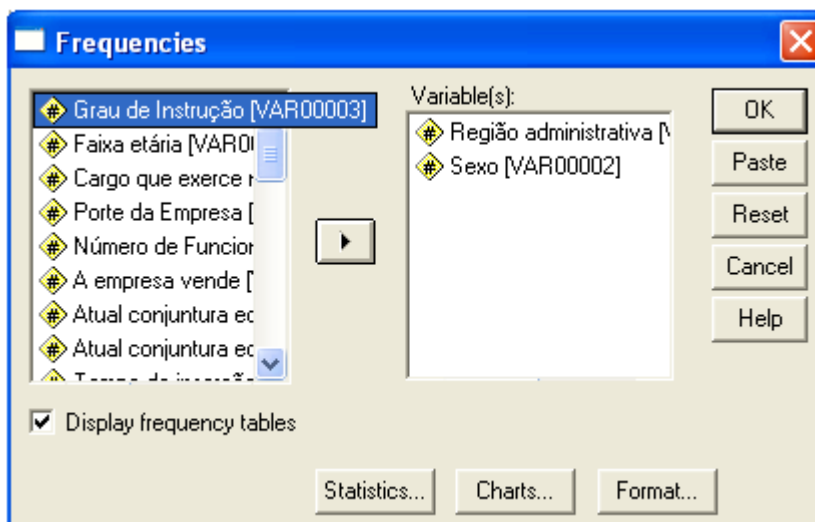 Frequencies
Grau de Instrução [VAR00003]
Faixa etária [VAR0
Cargo que exerce
Porte da Empresa [
Número de Funcior
A empresa vende [
Atual conjuntura ec
Atual conjuntura ec
Variable(s):
Região administrativa [
Sexo [VAR00002]
OK
Paste
Reset
Cancel
Help
Display frequency tables
Statistics...
Charts...
Format...